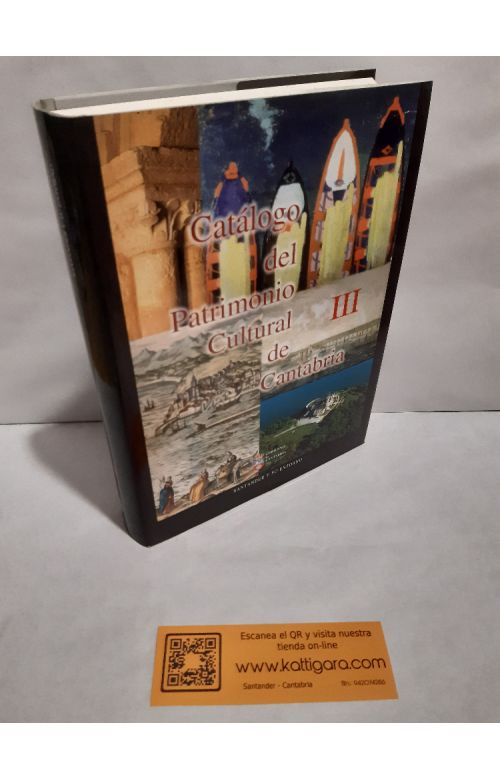 Catálogo
del
Patrimonio
Cultural
de
Cantabria
III
SANTANDER Y SU ENTORNO
Escanea el QR y visita nuestra
tienda on-line
www.kattigara.com
Santander - Cantabria